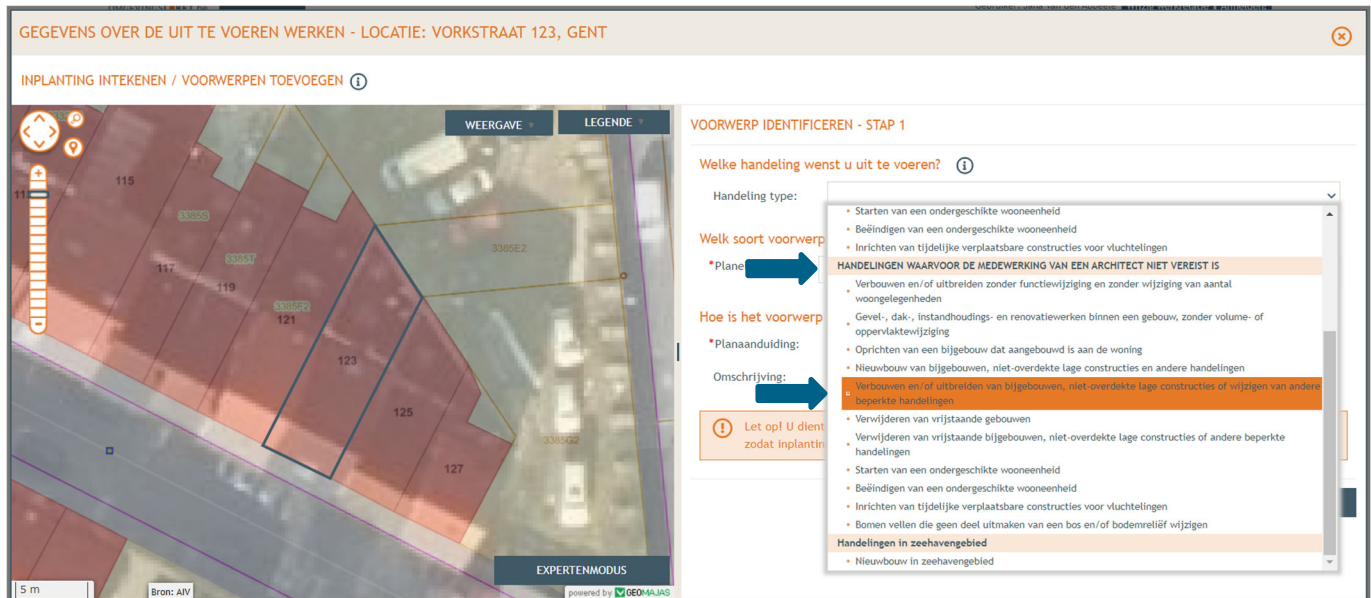 OMGEVINGSLOKET.be
Gebruiker: Jana Van den Abbeele
GEGEVENS OVER DE UIT TE VOEREN WERKEN - LOCATIE: VORKSTRAAT 123, GENT
INPLANTING INTEKENEN / VOORWERPEN TOEVOEGEN
WEERGAVE
LEGENDE
115
3385S
117
3385T
119
3385F2
121
123
125
127
3385E2
3385G2
EXPERTENMODUS
5 m
Bron: AIV
powered by GEOMAJAS
VOORWERP IDENTIFICEREN - STAP 1
Welke handeling wenst u uit te voeren?
Handeling type:
Welk soort voorwerp
*Plane
Hoe is het voorwerp
*Planaanduiding:
Omschrijving:
Let op! U dient
zodat inplantin
Starten van een ondergeschikte wooneenheid
Beëindigen van een ondergeschikte wooneenheid
Inrichten van tijdelijke verplaatsbare constructies voor vluchtelingen
HANDELINGEN WAARVOOR DE MEDEWERKING VAN EEN ARCHITECT NIET VEREIST IS
Verbouwen en/of uitbreiden zonder functiewijziging en zonder wijziging van aantal
woongelegenheden
Gevel-, dak-, instandhoudings- en renovatiewerken binnen een gebouw, zonder volume- of
oppervlaktewijziging
Oprichten van een bijgebouw dat aangebouwd is aan de woning
Nieuwbouw van bijgebouwen, niet-overdekte lage constructies en andere handelingen
Verbouwen en/of uitbreiden van bijgebouwen, niet-overdekte lage constructies of wijzigen van andere
beperkte handelingen
Verwijderen van vrijstaande gebouwen
Verwijderen van vrijstaande bijgebouwen, niet-overdekte lage constructies of andere beperkte
handelingen
Starten van een ondergeschikte wooneenheid
Beëindigen van een ondergeschikte wooneenheid
Inrichten van tijdelijke verplaatsbare constructies voor vluchtelingen
Bomen vellen die geen deel uitmaken van een bos en/of bodemreliëf wijzigen
Handelingen in zeehavengebied
Nieuwbouw in zeehavengebied